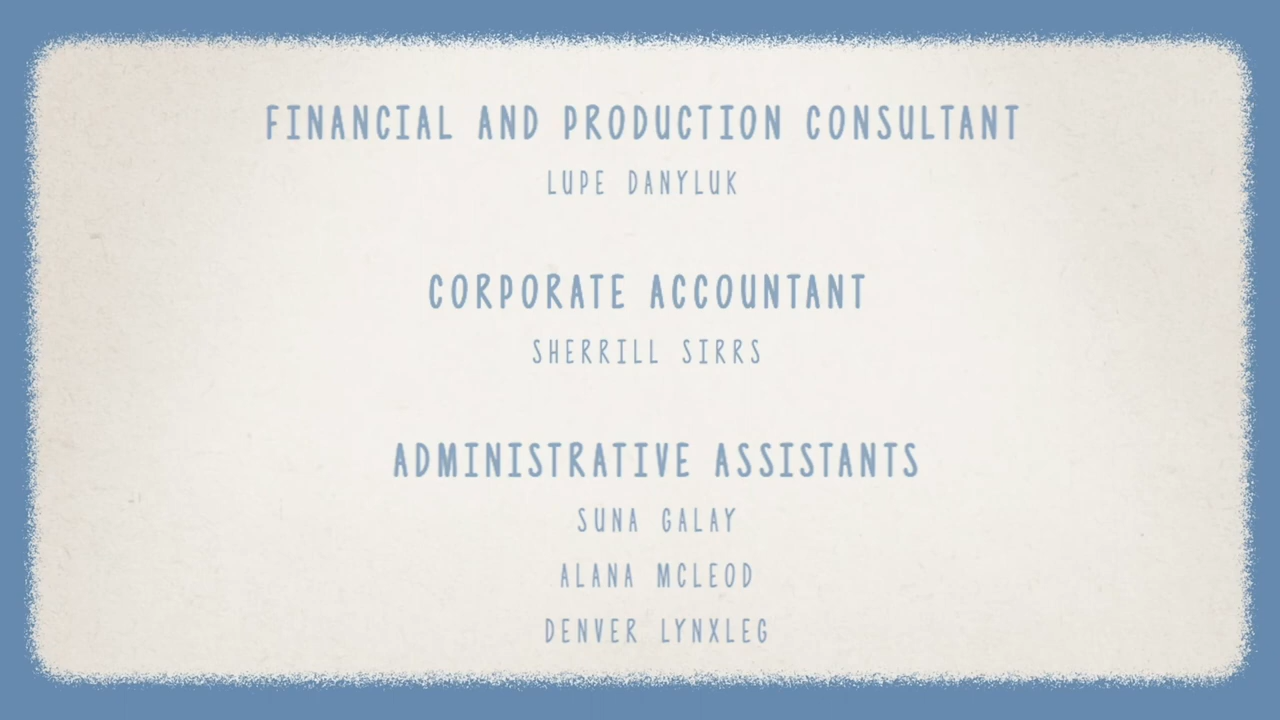 FINANCIAL AND PRODUCTION CONSULTANT
LUPE DANYLUK
CORPORATE ACCOUNTANT
SHERRILL SIRRS
ADMINISTRATIVE ASSISTANTS
SUNA GALAY
ALANA MCLEOD
DENVER LYNXLEG